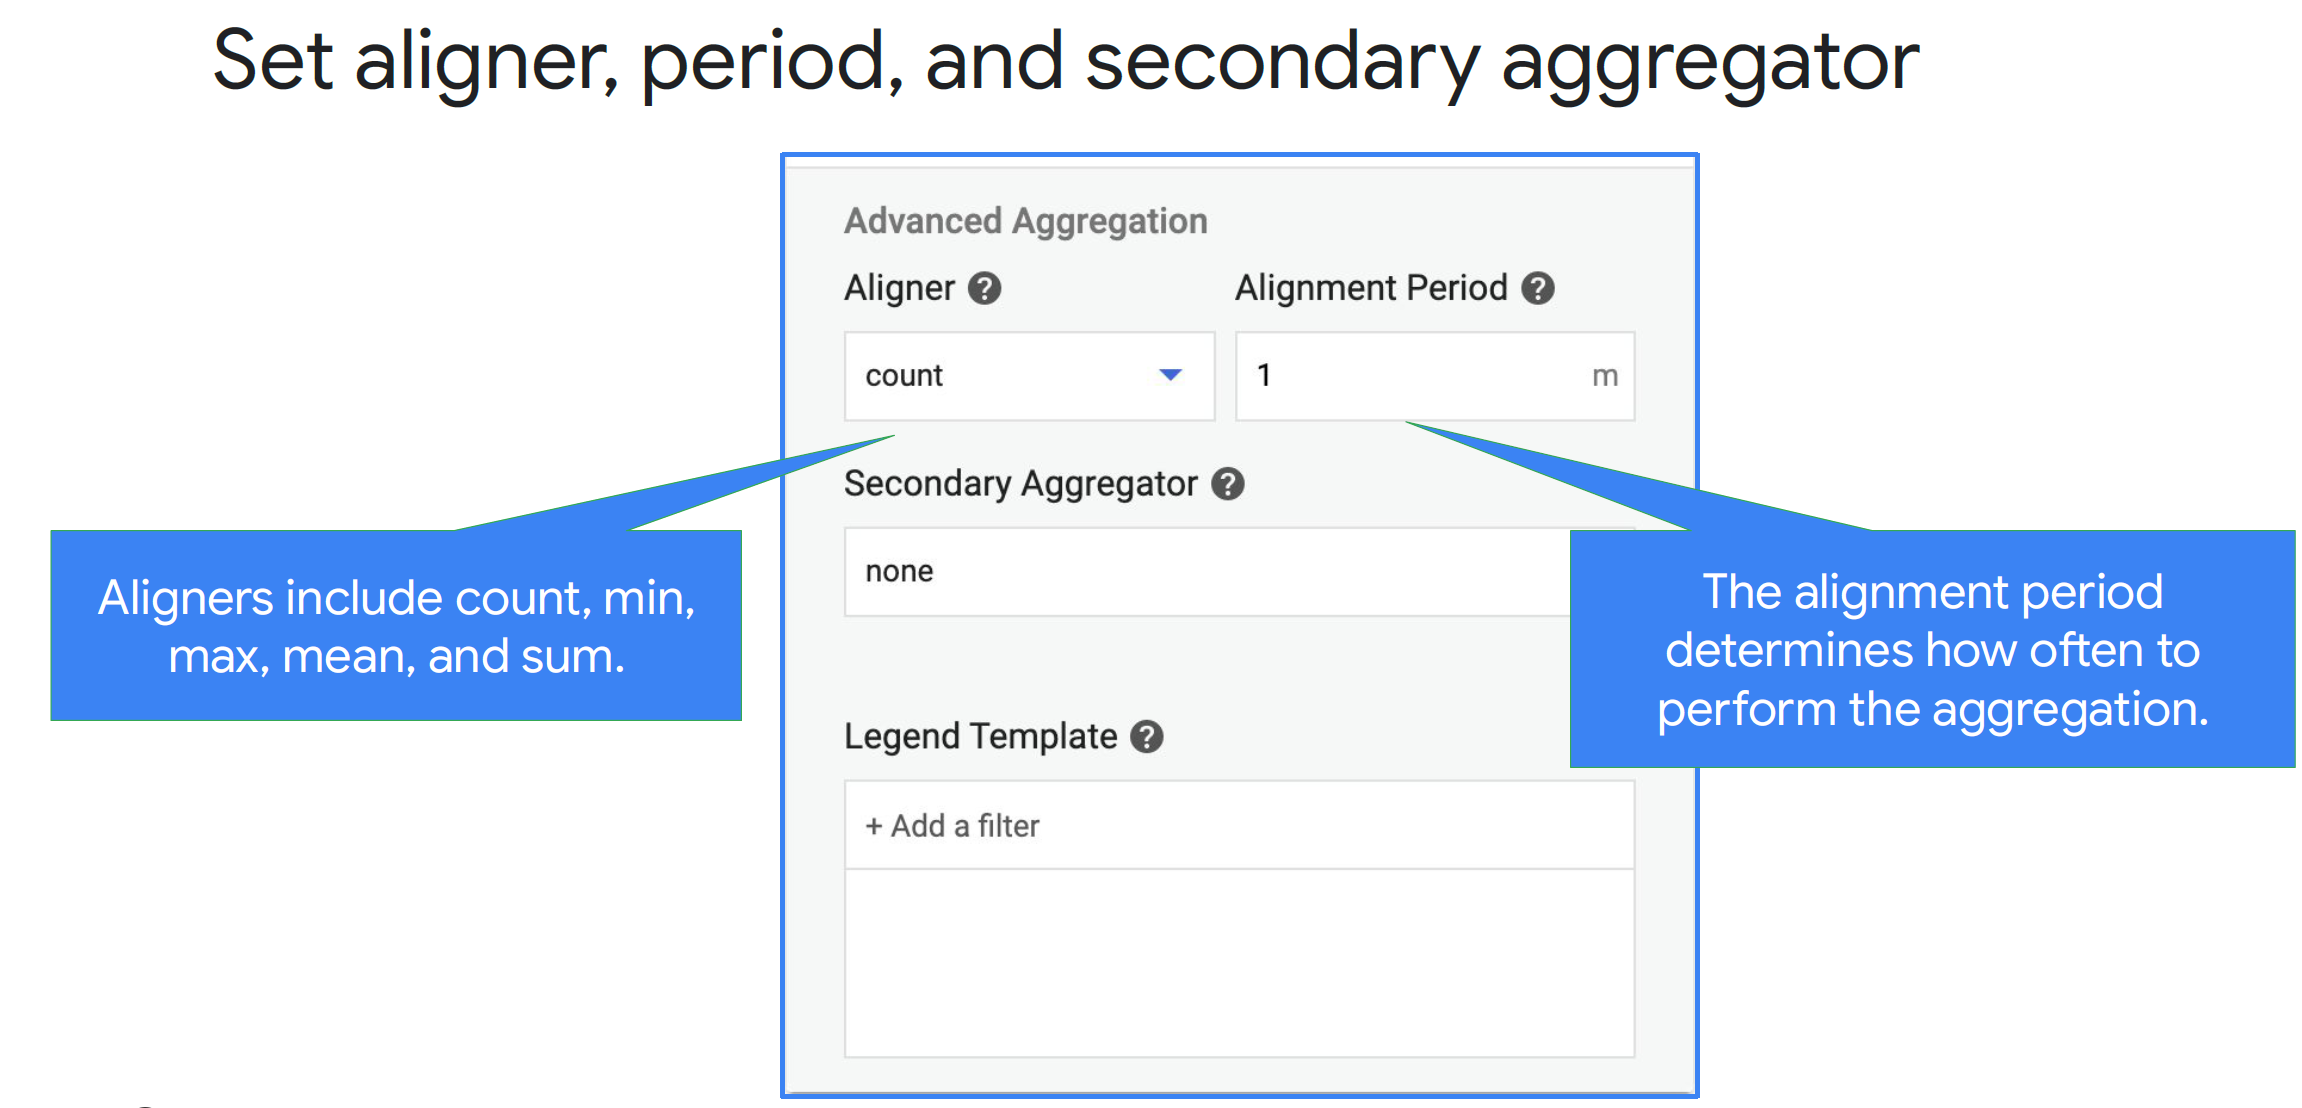 Set aligner, period, and secondary aggregator
Advanced Aggregation
Aligner ?
Alignment Period ?
count
1 m
Secondary Aggregator ?
none
Aligners include count, min,
max, mean, and sum.
The alignment period
determines how often to
perform the aggregation.
Legend Template ?
+ Add a filter